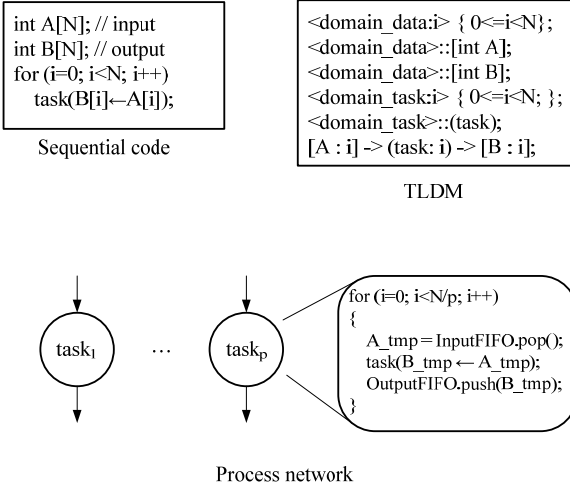 int A[N]; // input
int B[N]; // output
for (i=0; i<N; i++)
task(B[i]←A[i]);
Sequential code
<domain_data:i> { 0<=i<N};
<domain_data>::[int A];
<domain_data>::[int B];
<domain_task:i> { 0<=i<N; };
<domain_task>::(task);
[A : i] -> (task: i) -> [B : i];
TLDM
task1
...
taskp
for (i=0; i<N/p; i++)
{
A_tmp = InputFIFO.pop();
task(B_tmp ← A_tmp);
OutputFIFO.push(B_tmp);
}
Process network